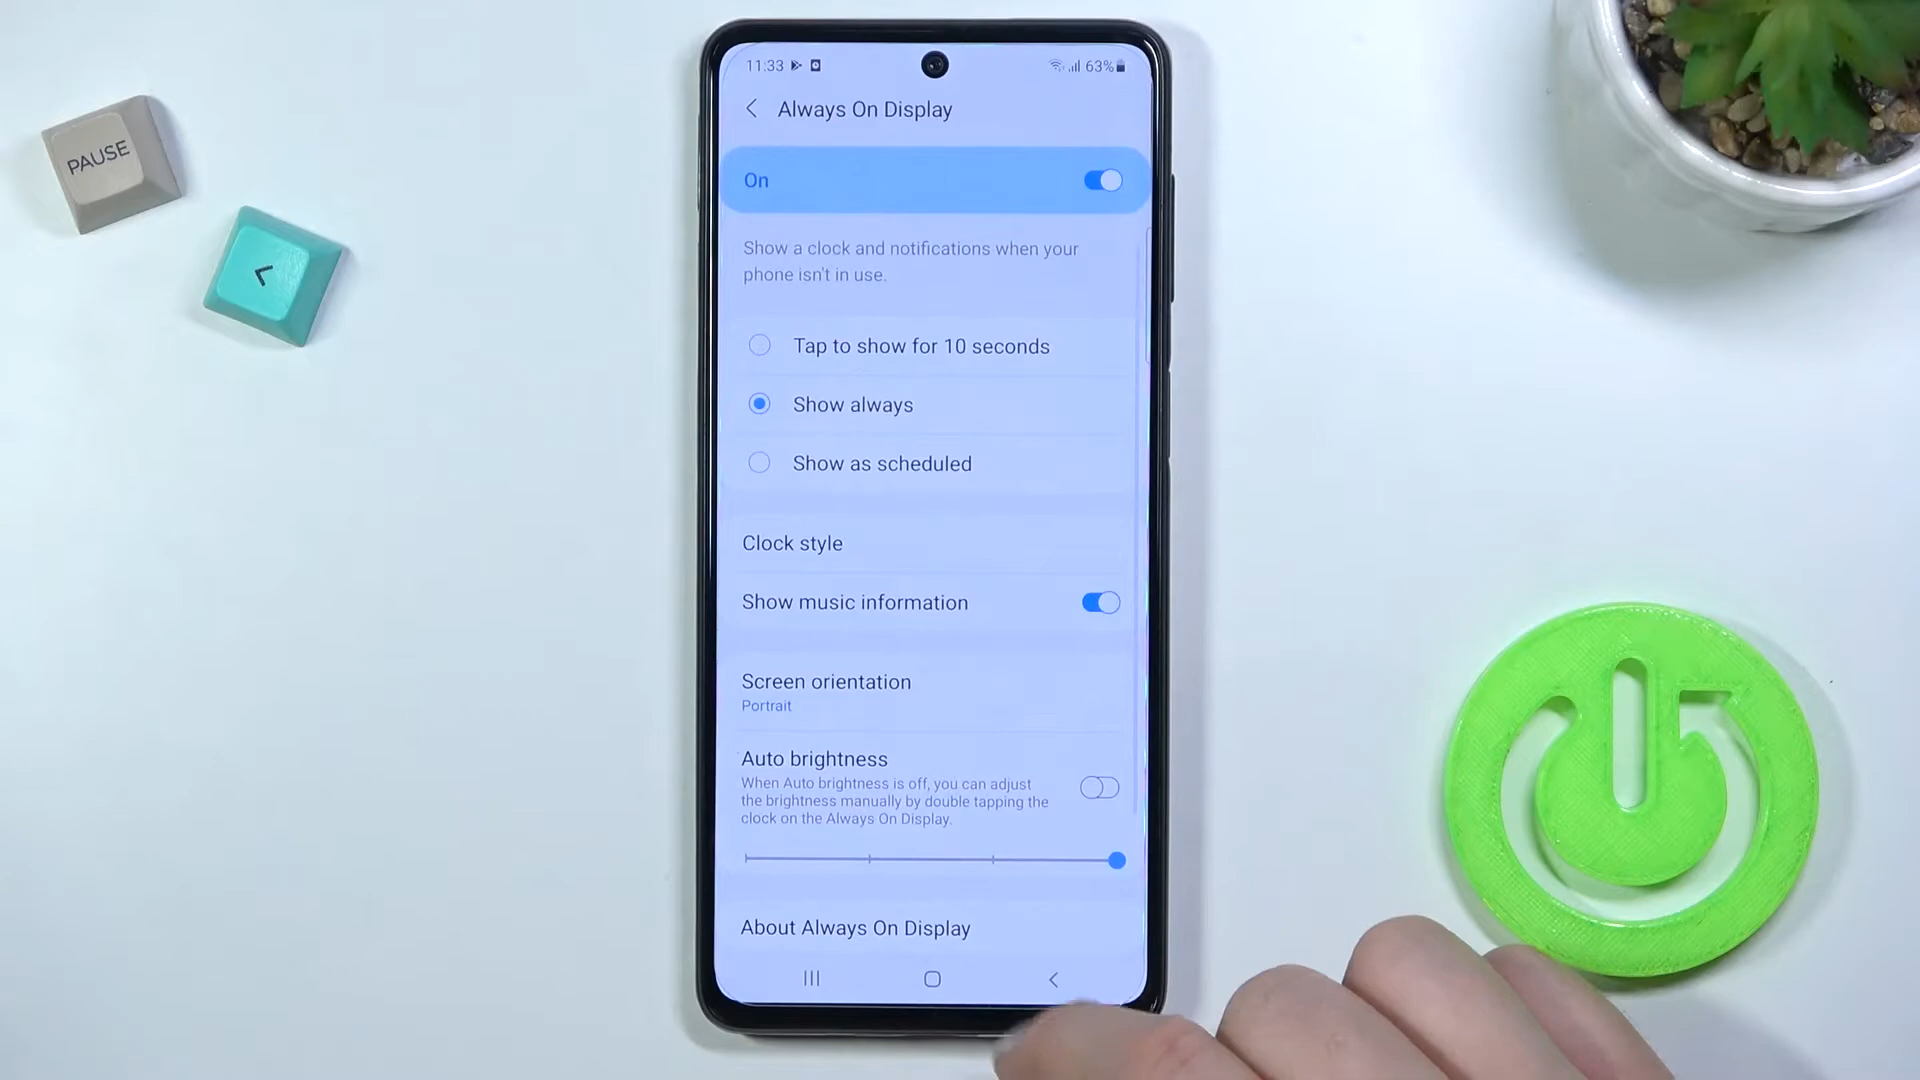 PAUSE
<
11:33 63%
Always On Display
On
Show a clock and notifications when your
phone isn't in use.
Tap to show for 10 seconds
Show always
Show as scheduled
Clock style
Show music information
Screen orientation
Portrait
Auto brightness
When Auto brightness is off, you can adjust
the brightness manually by double tapping the
clock on the Always On Display.
About Always On Display